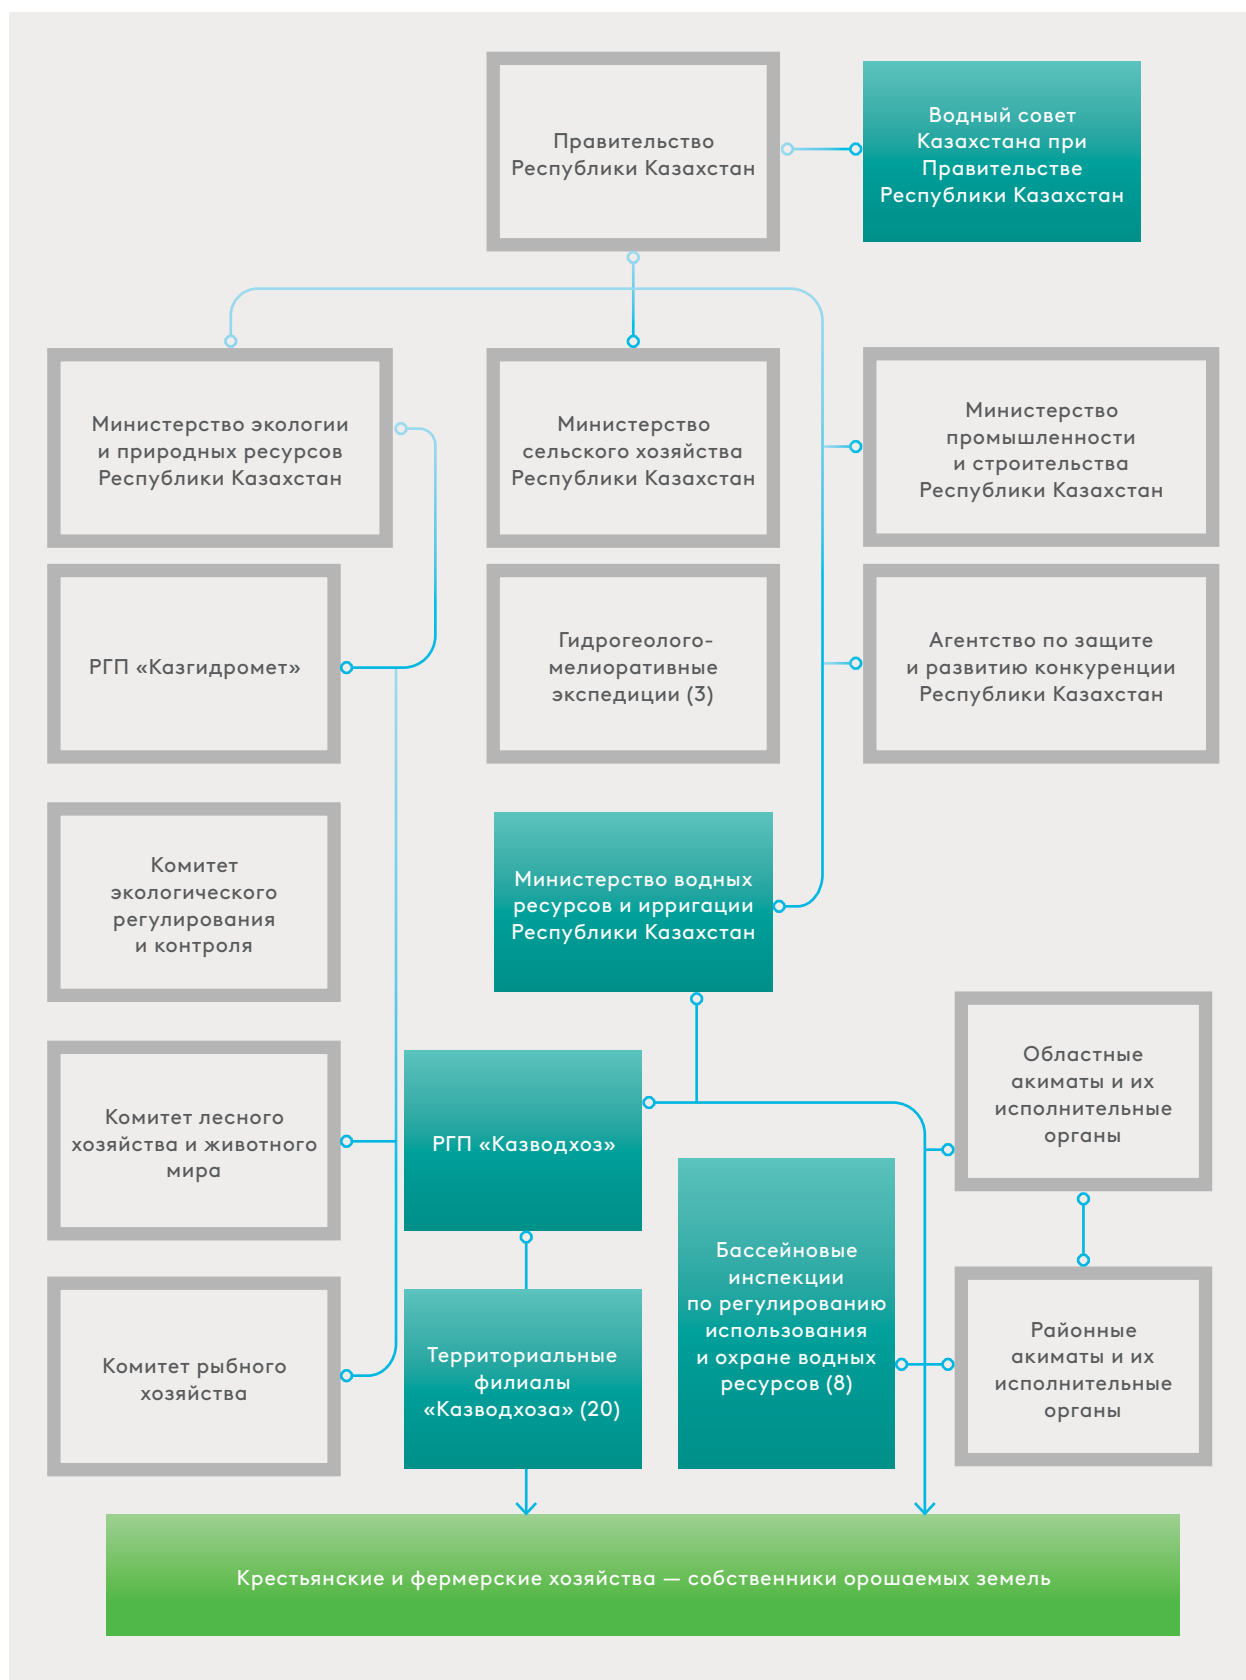 Правительство
Республики Казахстан
Водный совет
Казахстана при
Правительстве
Республики Казахстан
Министерство экологии
и природных ресурсов
Республики Казахстан
Министерство
сельского хозяйства
Республики Казахстан
Министерство
промышленности
и строительства
Республики Казахстан
РГП «Казгидромет»
Гидрогеолого-
мелиоративные
экспедиции (3)
Агентство по защите
и развитию конкуренции
Республики Казахстан
Комитет
экологического
регулирования
и контроля
Министерство водных
ресурсов и ирригации
Республики Казахстан
Комитет лесного
хозяйства и животного
мира
РГП «Казводхоз»
Областные
акиматы и их
исполнительные
органы
Бассейновые
инспекции
по регулированию
использования
и охране водных
ресурсов (8)
Комитет рыбного
хозяйства
Территориальные
филиалы
«Казводхоза» (20)
Районные
акиматы и их
исполнительные
органы
Крестьянские и фермерские хозяйства — собственники орошаемых земель